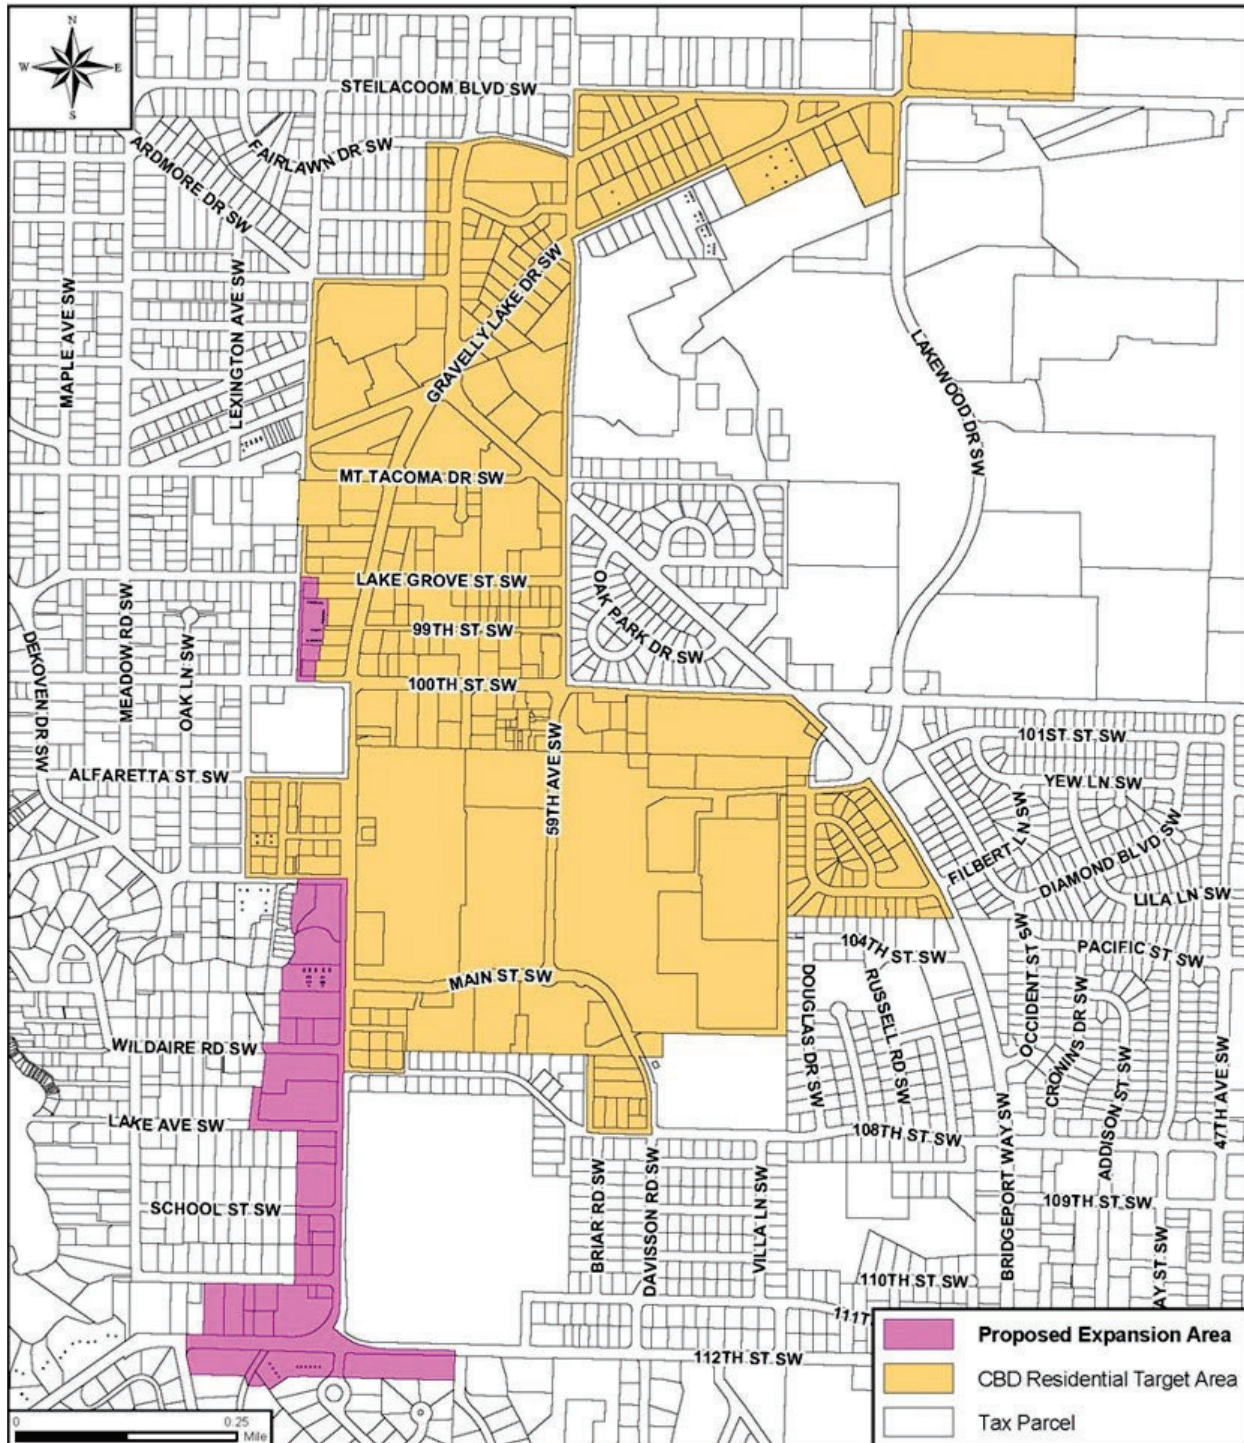 N
W E
S
STEILACOOM BLVD SW
FAIRLAWN DR SW
ARDMORE DR SW
MAPLE AVE SW
LEXINGTON AVE SW
GRAVELLY LAKE DR SW
LAKEWOOD DR SW
MT TACOMA DR SW
LAKE GROVE ST SW
OAK PARK DR SW
99TH ST SW
100TH ST SW
DEKOVEN DR SW
MEADOW RD SW
OAK LN SW
ALFARETTA ST SW
59TH AVE SW
101ST ST SW
YEW LN SW
FILBERT LN SW
DIAMOND BLVD SW
LILA LN SW
104TH ST SW
OCCIDENT ST SW
PACIFIC ST SW
MAIN ST SW
DOUGLAS DR SW
RUSSELL RD SW
CRONINS DR SW
WILDAIRE RD SW
LAKE AVE SW
108TH ST SW
BRIDGEPORT WAY SW
ADDISON ST SW
47TH AVE SW
SCHOOL ST SW
BRIAR RD SW
DAVISSON RD SW
VILLA LN SW
109TH ST SW
110TH ST SW
AY ST SW
111T
112TH ST SW
Proposed Expansion Area
CBD Residential Target Area
Tax Parcel
0 0.25
Mile